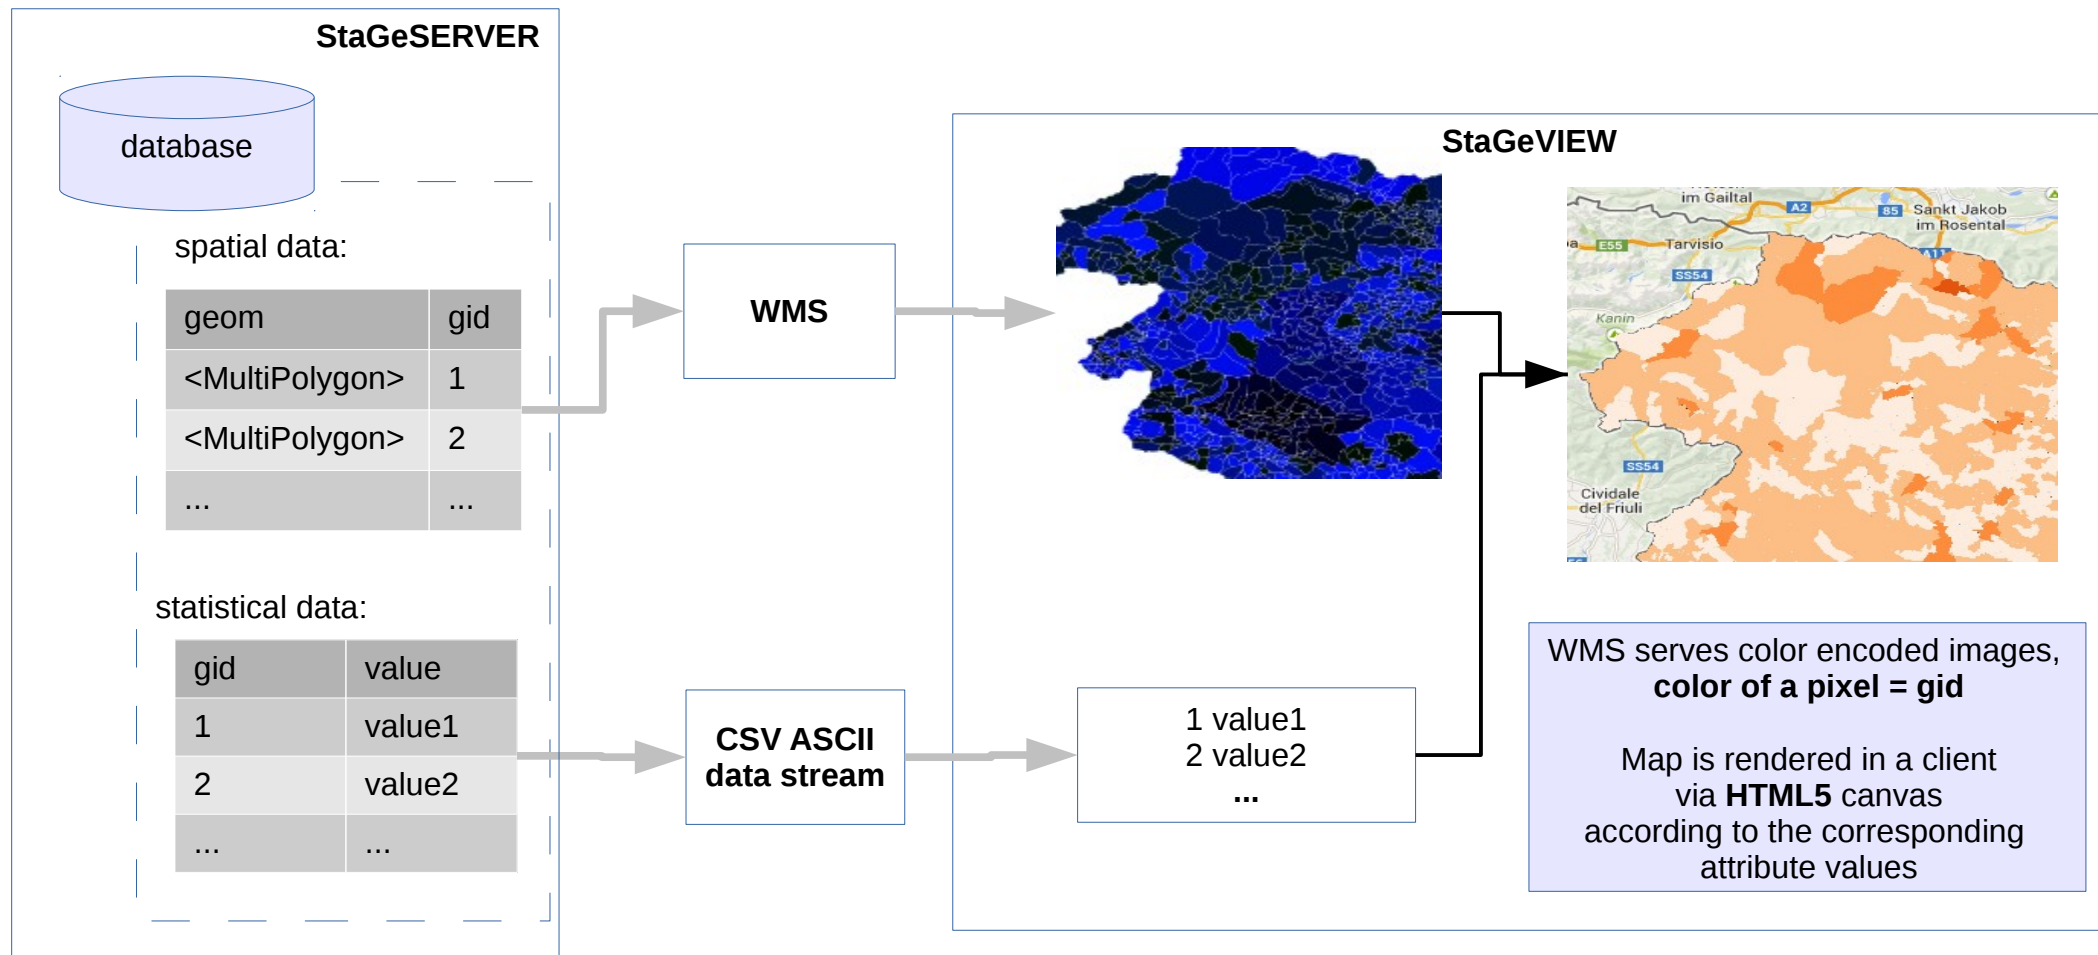 StaGeSERVER
database
spatial data:
geom gid
<MultiPolygon> 1
<MultiPolygon> 2
... ...
statistical data:
gid value
1 value1
2 value2
... ...
WMS
CSV ASCII
data stream
StaGeVIEW
im Gailtal
A2
85
Sankt Jakob
im Rosental
E55
Tarvisio
A11
SS54
Kanin
SS54
Cividale
del Friuli
1 value1
2 value2
...
WMS serves color encoded images,
color of a pixel = gid
Map is rendered in a client
via HTML5 canvas
according to the corresponding
attribute values